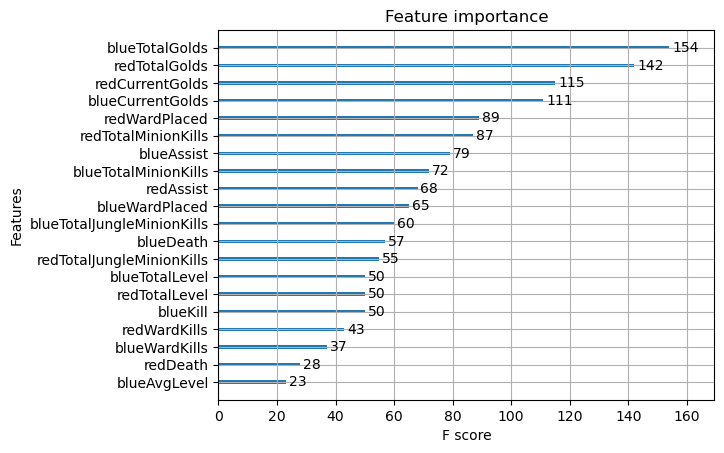 Feature importance
Features
blueTotalGolds 154
redTotalGolds 142
redCurrentGolds 115
blueCurrentGolds 111
redWardPlaced 89
redTotalMinionKills 87
blueAssist 79
blueTotalMinionKills 72
redAssist 68
blueWardPlaced 65
blueTotalJungleMinionKills 60
blueDeath 57
redTotalJungleMinionKills 55
blueTotalLevel 50
redTotalLevel 50
blueKill 50
redWardKills 43
blueWardKills 37
redDeath 28
blueAvgLevel 23
0 20 40 60 80 100 120 140 160
F score